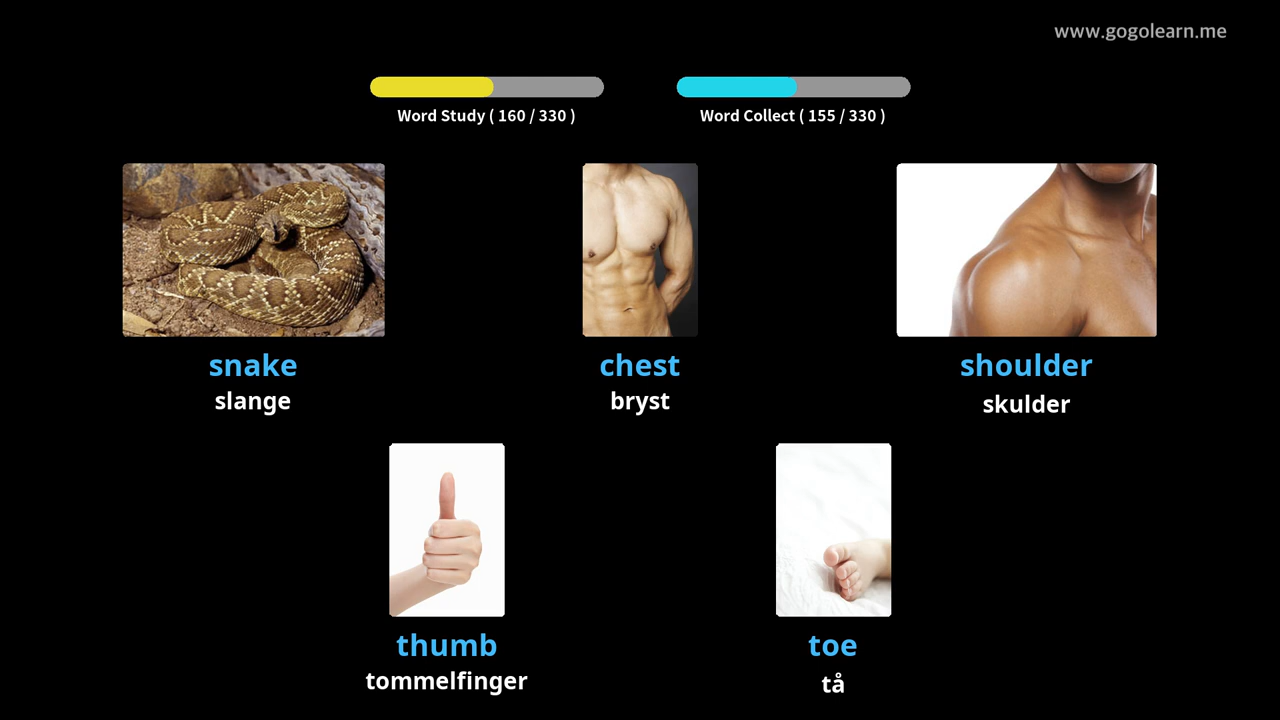 www.gogolearn.me
Word Study ( 160 / 330 )
Word Collect ( 155 / 330 )
snake
slange
chest
bryst
shoulder
skulder
thumb
tommelfinger
toe
tå